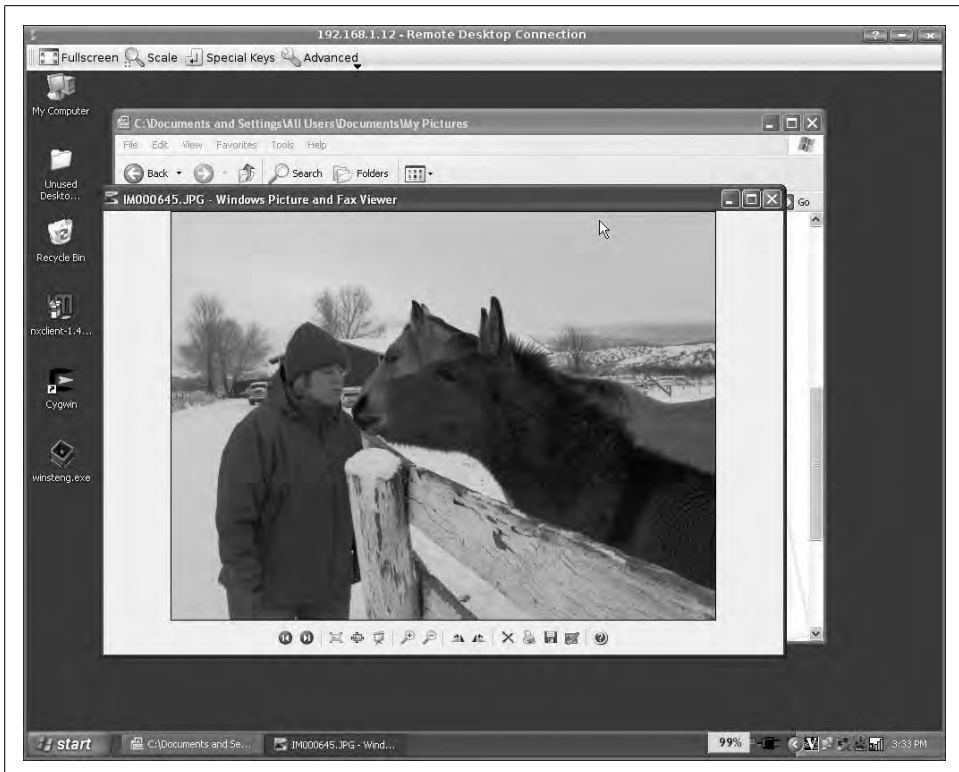 192.168.1.12 - Remote Desktop Connection
Fullscreen Scale Special Keys Advanced
My Computer
C:\Documents and Settings\All Users\Documents\My Pictures
File Edit View Favorites Tools Help
Back Search Folders
Unused
Deskto...
IM000645.JPG - Windows Picture and Fax Viewer
Go
Recycle Bin
nxclient-1.4...
Cygwin
winsteng.exe
start
C:\Documents and Se...
IM000645.JPG - Wind...
99%
3:33 PM